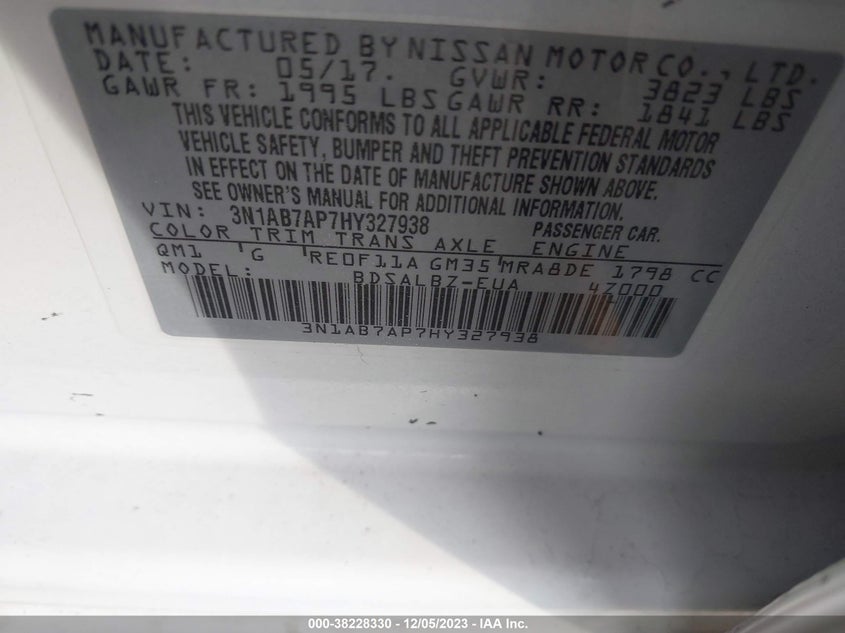 MANUFACTURED BY NISSAN MOTOR CO., LTD.
DATE: 05/17. GVWR: 3823 LBS
GAWR FR: 1995 LBS GAWR RR: 1841 LBS
THIS VEHICLE CONFORMS TO ALL APPLICABLE FEDERAL MOTOR
VEHICLE SAFETY, BUMPER AND THEFT PREVENTION STANDARDS
IN EFFECT ON THE DATE OF MANUFACTURE SHOWN ABOVE.
SEE OWNER'S MANUAL FOR ADDITIONAL INFORMATION.
VIN: 3N1AB7AP7HY327938 PASSENGER CAR.
COLOR TRIM TRANS AXLE ENGINE
QM1 G RE0F11A GM35 MRA8DE 1798 CC
MODEL: BDSALBZ-EUA 4Z000
3N1AB7AP7HY327938
000-38228330 - 12/05/2023 - IAA Inc.